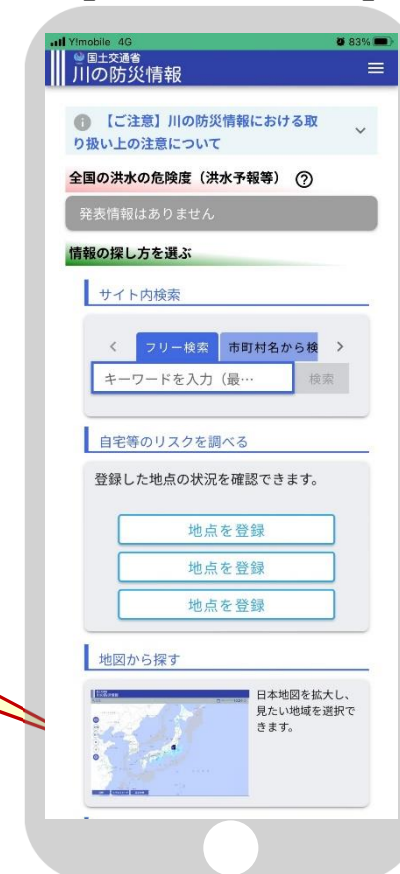 Y!mobile 4G
83%
国土交通省
川の防災情報
【ご注意】川の防災情報における取
り扱い上の注意について
全国の洪水の危険度（洪水予報等）
発表情報はありません
情報の探し方を選ぶ
サイト内検索
フリー検索 市町村名から検
キーワードを入力（最… 検索
自宅等のリスクを調べる
登録した地点の状況を確認できます。
地点を登録
地点を登録
地点を登録
地図から探す
日本地図を拡大し、
見たい地域を選択で
きます。